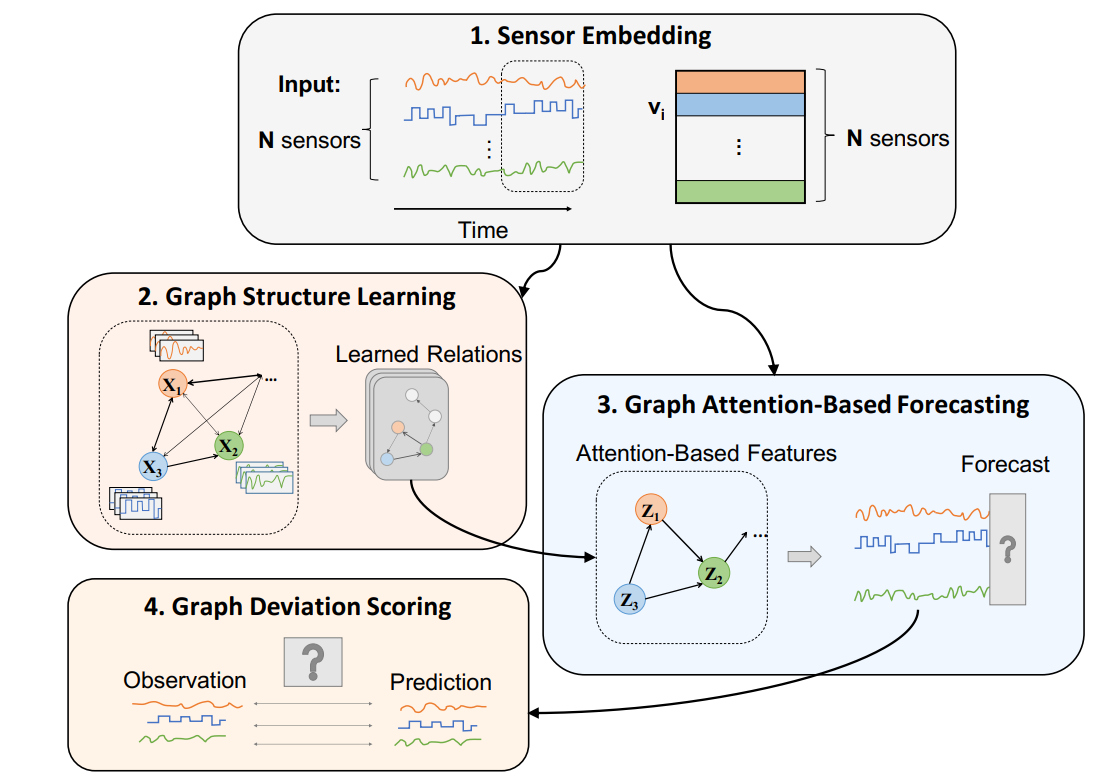 1. Sensor Embedding
Input:
N sensors
⋮
Time
vi
⋮
N sensors
2. Graph Structure Learning
Learned Relations
X1
...
X2
X3
3. Graph Attention-Based Forecasting
Attention-Based Features
Forecast
Z1
...
Z2
Z3
?
4. Graph Deviation Scoring
?
Observation
Prediction